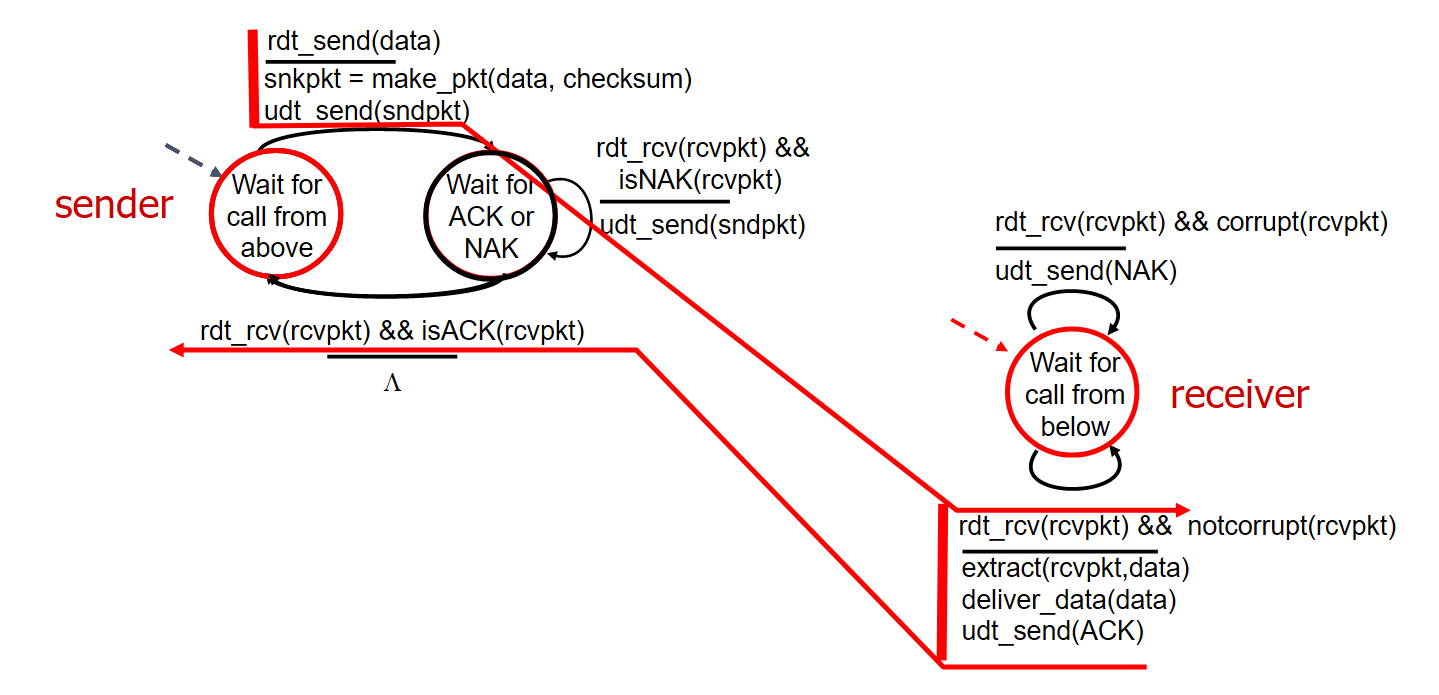 rdt_send(data)
snkpkt = make_pkt(data, checksum)
udt_send(sndpkt)
rdt_rcv(rcvpkt) &&
isNAK(rcvpkt)
udt_send(sndpkt)
sender
Wait for
call from
above
Wait for
ACK or
NAK
rdt_rcv(rcvpkt) && isACK(rcvpkt)
Λ
rdt_rcv(rcvpkt) && corrupt(rcvpkt)
udt_send(NAK)
Wait for
call from
below
receiver
rdt_rcv(rcvpkt) && notcorrupt(rcvpkt)
extract(rcvpkt,data)
deliver_data(data)
udt_send(ACK)